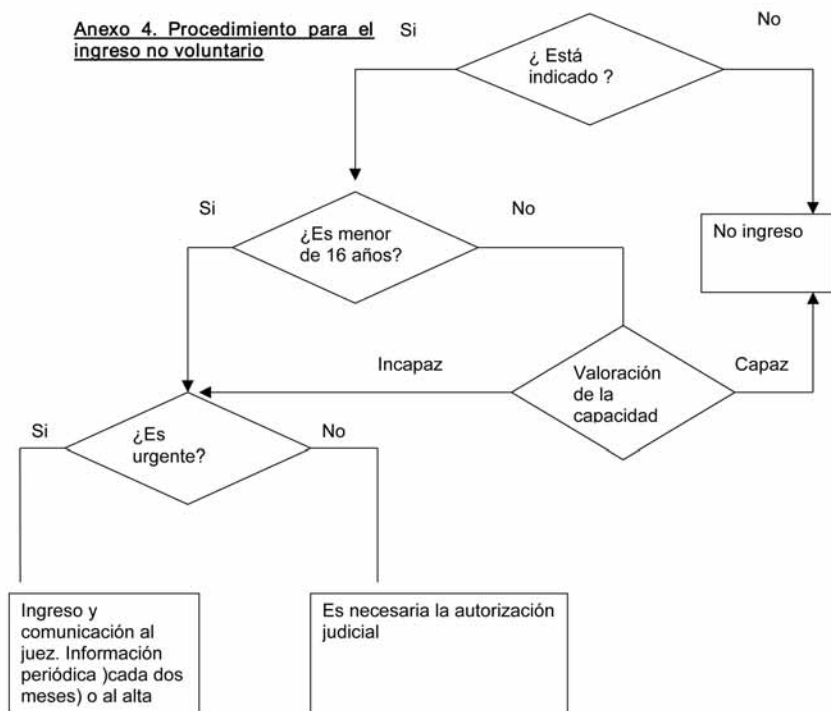 Anexo 4. Procedimiento para el
ingreso no voluntario
Si
No
¿ Está
indicado ?
Si
No
¿Es menor
de 16 años?
No ingreso
Incapaz
Capaz
Valoración
de la
capacidad
Si
No
¿Es
urgente?
Ingreso y
comunicación al
juez. Información
periódica )cada dos
meses) o al alta
Es necesaria la autorización
judicial